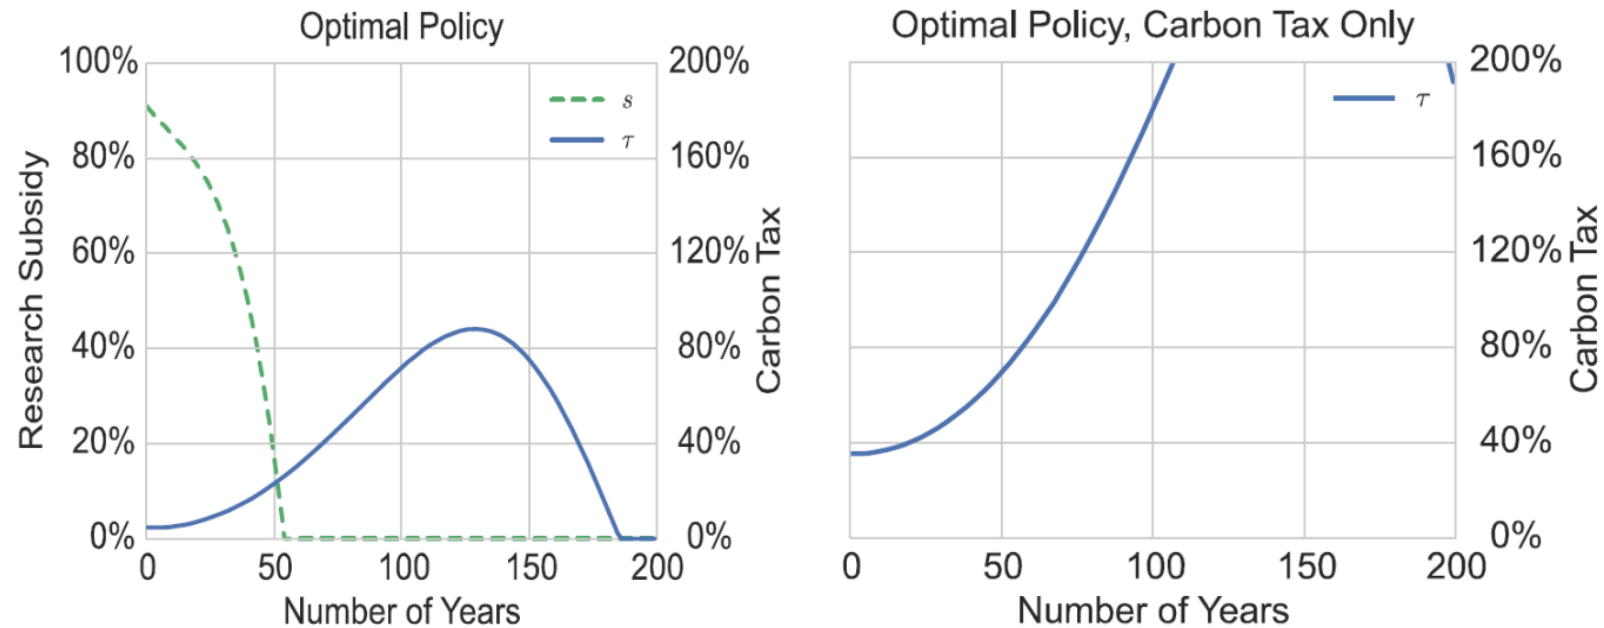 Optimal Policy
100%
80%
60%
40%
20%
0%
Research Subsidy
s
τ
200%
160%
120%
80%
40%
0%
Carbon Tax
0 50 100 150 200
Number of Years
Optimal Policy, Carbon Tax Only
τ
200%
160%
120%
80%
40%
0%
Carbon Tax
0 50 100 150 200
Number of Years